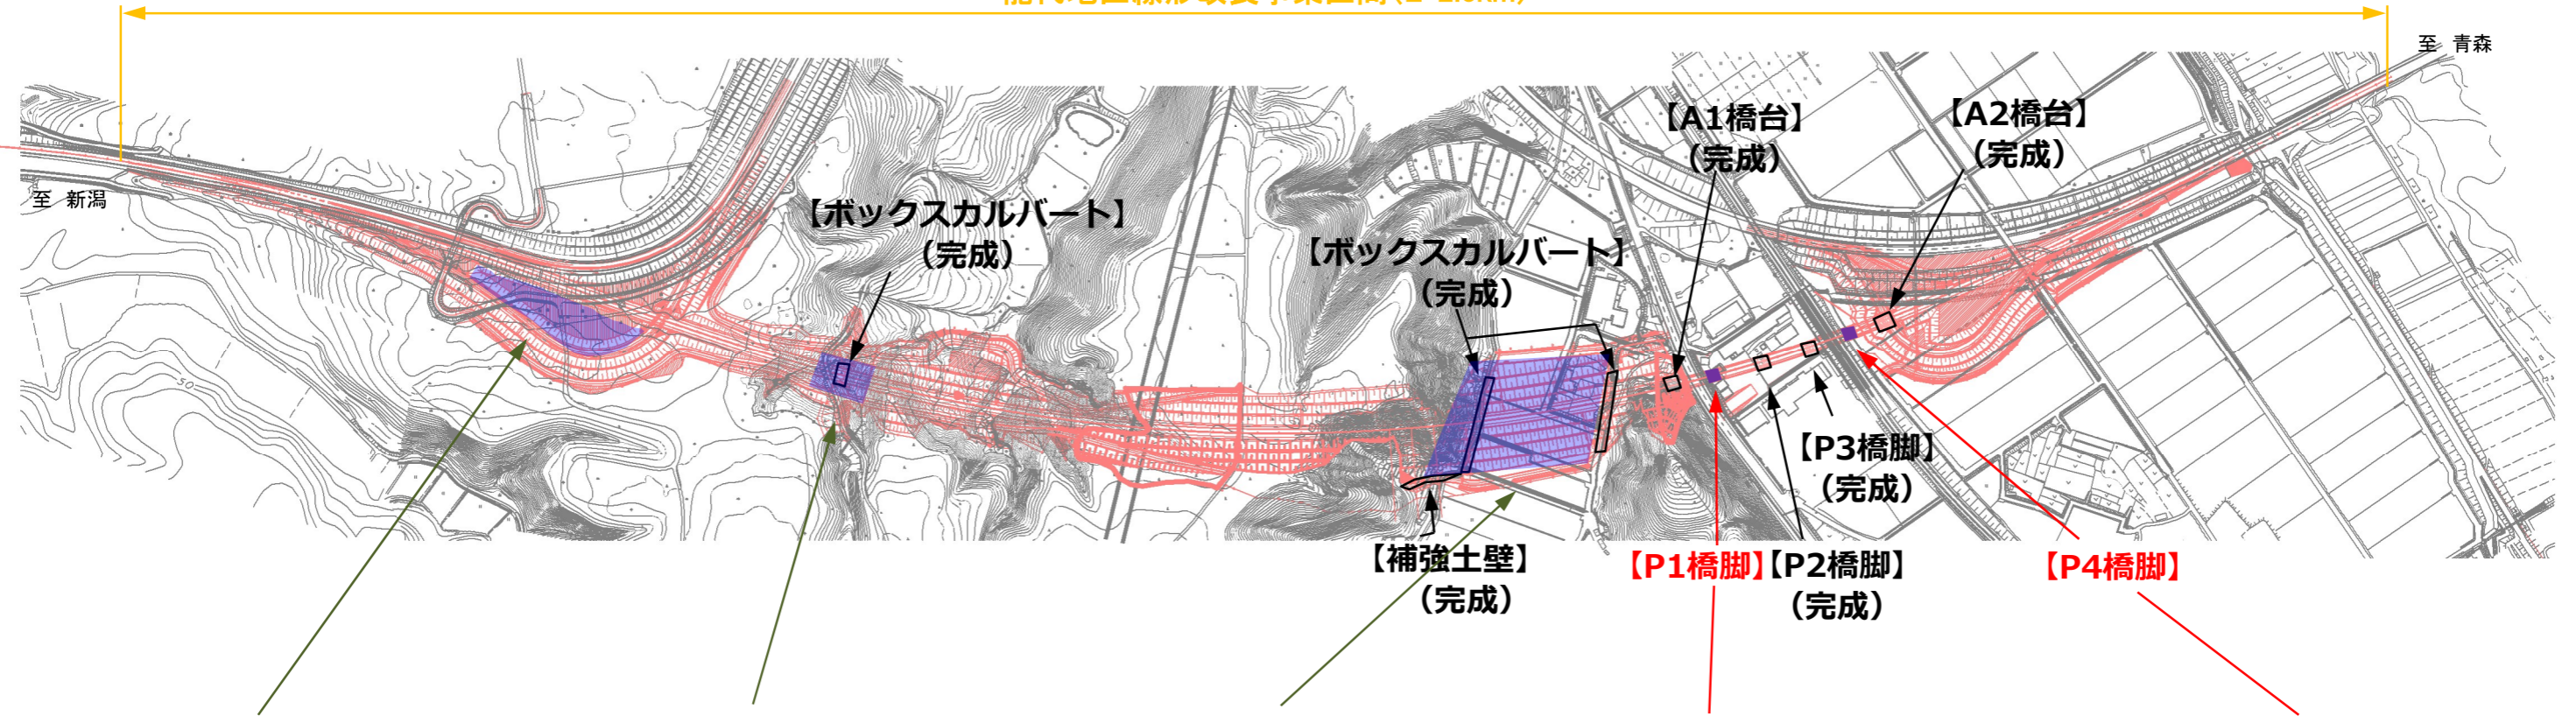 至 青森
至 新潟
【A1橋台】
（完成）
【A2橋台】
（完成）
【ボックスカルバート】
（完成）
【ボックスカルバート】
（完成）
【P3橋脚】
（完成）
【補強土壁】
（完成）
【P1橋脚】
【P2橋脚】
（完成）
【P4橋脚】
50